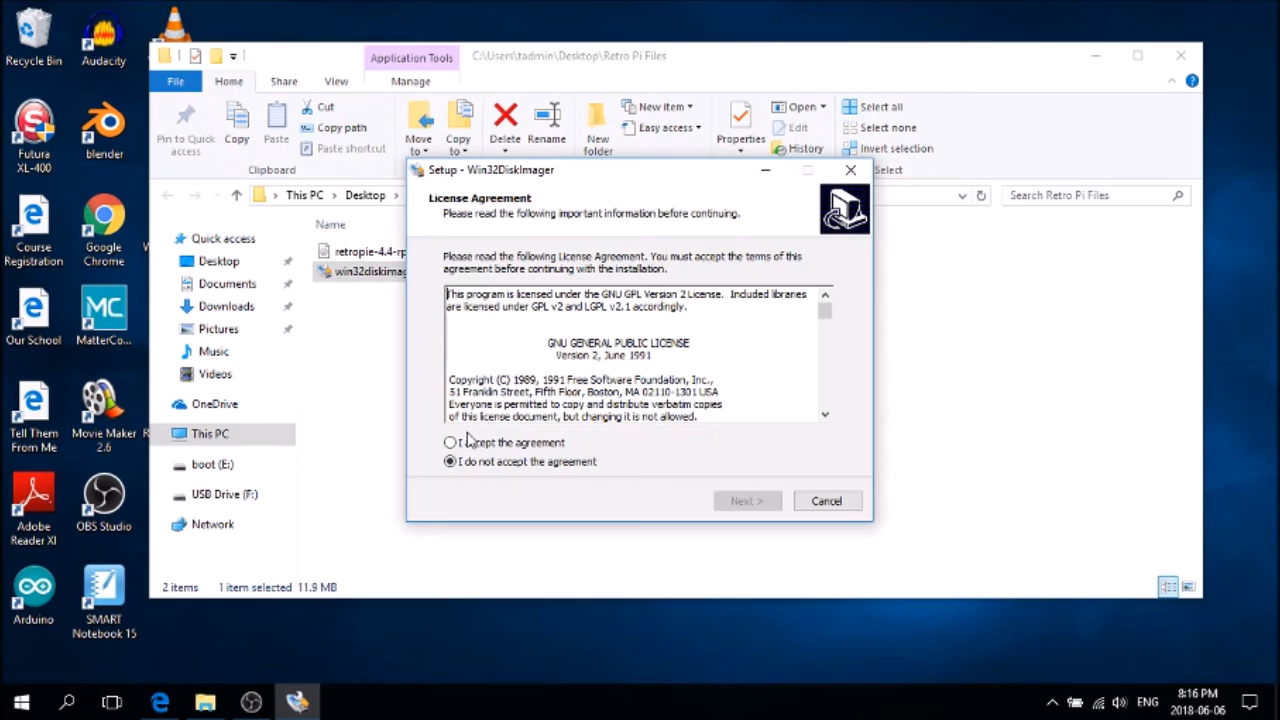 Recycle Bin
Audacity
Futura
XL-400
blender
Course
Registration
Google
Chrome
Our School
MatterCo...
Tell Them
From Me
Movie Maker
2.6
Adobe
Reader XI
OBS Studio
Arduino
SMART
Notebook 15
Application Tools
C:\Users\tadmin\Desktop\Retro Pi Files
File
Home
Share
View
Manage
Pin to Quick
access
Copy
Paste
Cut
Copy path
Paste shortcut
Clipboard
Move
to
Copy
to
Delete
Rename
New
folder
New item
Easy access
Properties
Open
Edit
History
Select all
Select none
Invert selection
Select
This PC
Desktop
Search Retro Pi Files
Quick access
Desktop
Documents
Downloads
Pictures
Music
Videos
OneDrive
This PC
boot (E:)
USB Drive (F:)
Network
Name
retropie-4.4-rp
win32diskimag
Setup - Win32DiskImager
License Agreement
Please read the following important information before continuing.
Please read the following License Agreement. You must accept the terms of this
agreement before continuing with the installation.
This program is licensed under the GNU GPL Version 2 License. Included libraries
are licensed under GPL v2 and LGPL v2.1 accordingly.
GNU GENERAL PUBLIC LICENSE
Version 2, June 1991
Copyright (C) 1989, 1991 Free Software Foundation, Inc.,
51 Franklin Street, Fifth Floor, Boston, MA 02110-1301 USA
Everyone is permitted to copy and distribute verbatim copies
of this license document, but changing it is not allowed.
I accept the agreement
I do not accept the agreement
Next >
Cancel
2 items
1 item selected 11.9 MB
ENG
8:16 PM
2018-06-06